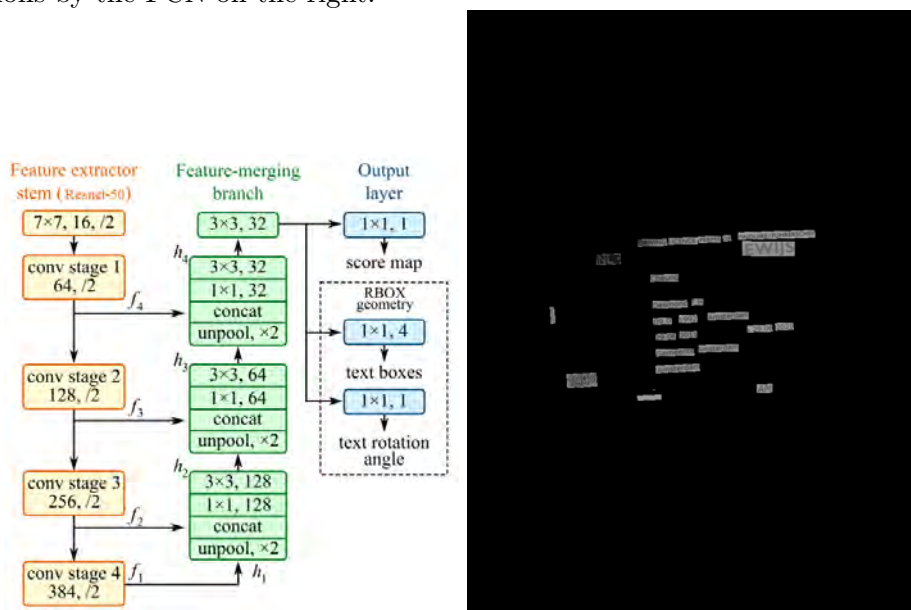 ions by the FCN on the right.
Feature extractor
stem (Resnet-50)
7×7, 16, /2
conv stage 1
64, /2
f4
conv stage 2
128, /2
f3
conv stage 3
256, /2
f2
conv stage 4
384, /2
f1
Feature-merging
branch
3×3, 32
h4
3×3, 32
1×1, 32
concat
unpool, ×2
h3
3×3, 64
1×1, 64
concat
unpool, ×2
h2
3×3, 128
1×1, 128
concat
unpool, ×2
h1
Output
layer
1×1, 1
score map
RBOX
geometry
1×1, 4
text boxes
1×1, 1
text rotation
angle
EWIJS